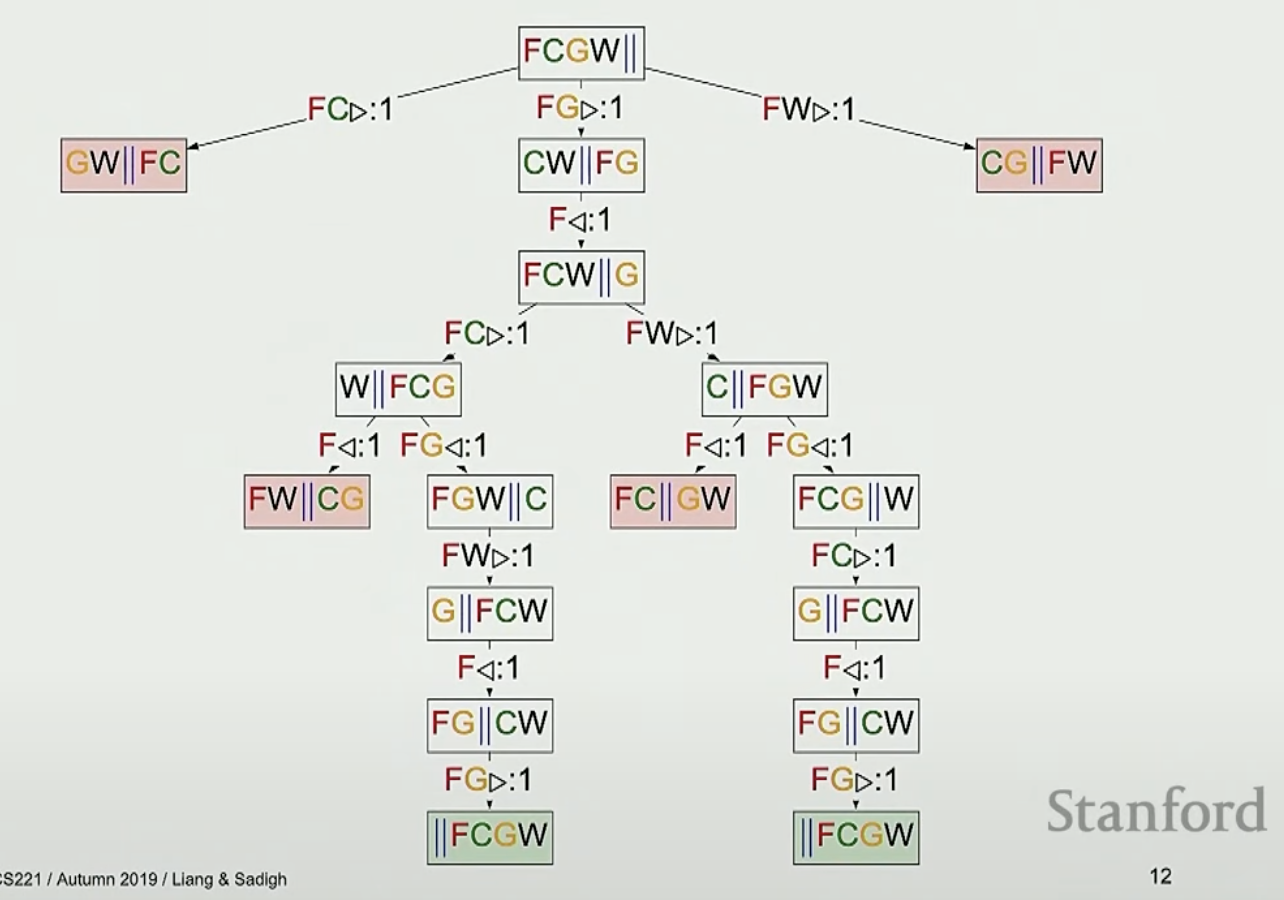 FCGW||
FC▷:1 FG▷:1 FW▷:1
GW||FC CW||FG CG||FW
F◁:1
FCW||G
FC▷:1 FW▷:1
W||FCG C||FGW
F◁:1 FG◁:1 F◁:1 FG◁:1
FW||CG FGW||C FC||GW FCG||W
FW▷:1 FC▷:1
G||FCW G||FCW
F◁:1 F◁:1
FG||CW FG||CW
FG▷:1 FG▷:1
||FCGW ||FCGW
Stanford
CS221 / Autumn 2019 / Liang & Sadigh
12